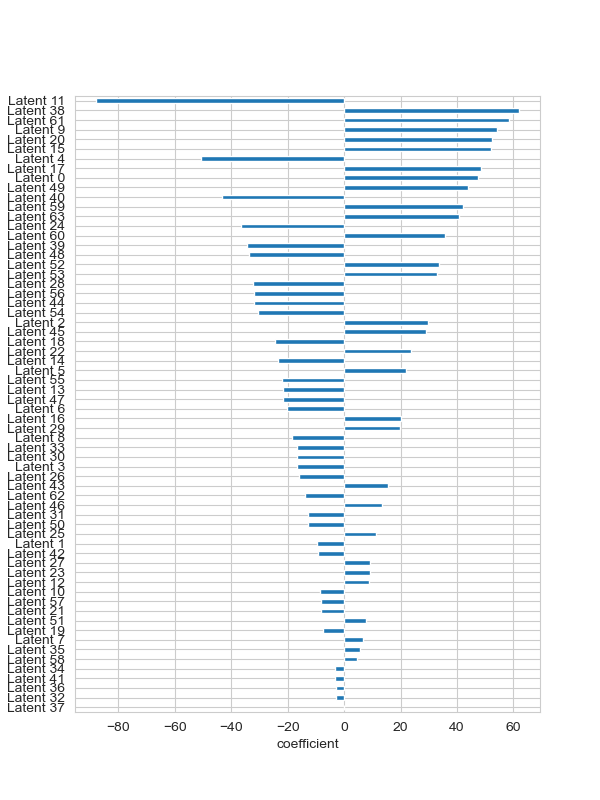 Latent 11
Latent 38
Latent 61
Latent 9
Latent 20
Latent 15
Latent 4
Latent 17
Latent 0
Latent 49
Latent 40
Latent 59
Latent 63
Latent 24
Latent 60
Latent 39
Latent 48
Latent 52
Latent 53
Latent 28
Latent 56
Latent 44
Latent 54
Latent 2
Latent 45
Latent 18
Latent 22
Latent 14
Latent 5
Latent 55
Latent 13
Latent 47
Latent 6
Latent 16
Latent 29
Latent 8
Latent 33
Latent 30
Latent 3
Latent 26
Latent 43
Latent 62
Latent 46
Latent 31
Latent 50
Latent 25
Latent 1
Latent 42
Latent 27
Latent 23
Latent 12
Latent 10
Latent 57
Latent 21
Latent 51
Latent 19
Latent 7
Latent 35
Latent 58
Latent 34
Latent 41
Latent 36
Latent 32
Latent 37
−80 −60 −40 −20 0 20 40 60
coefficient